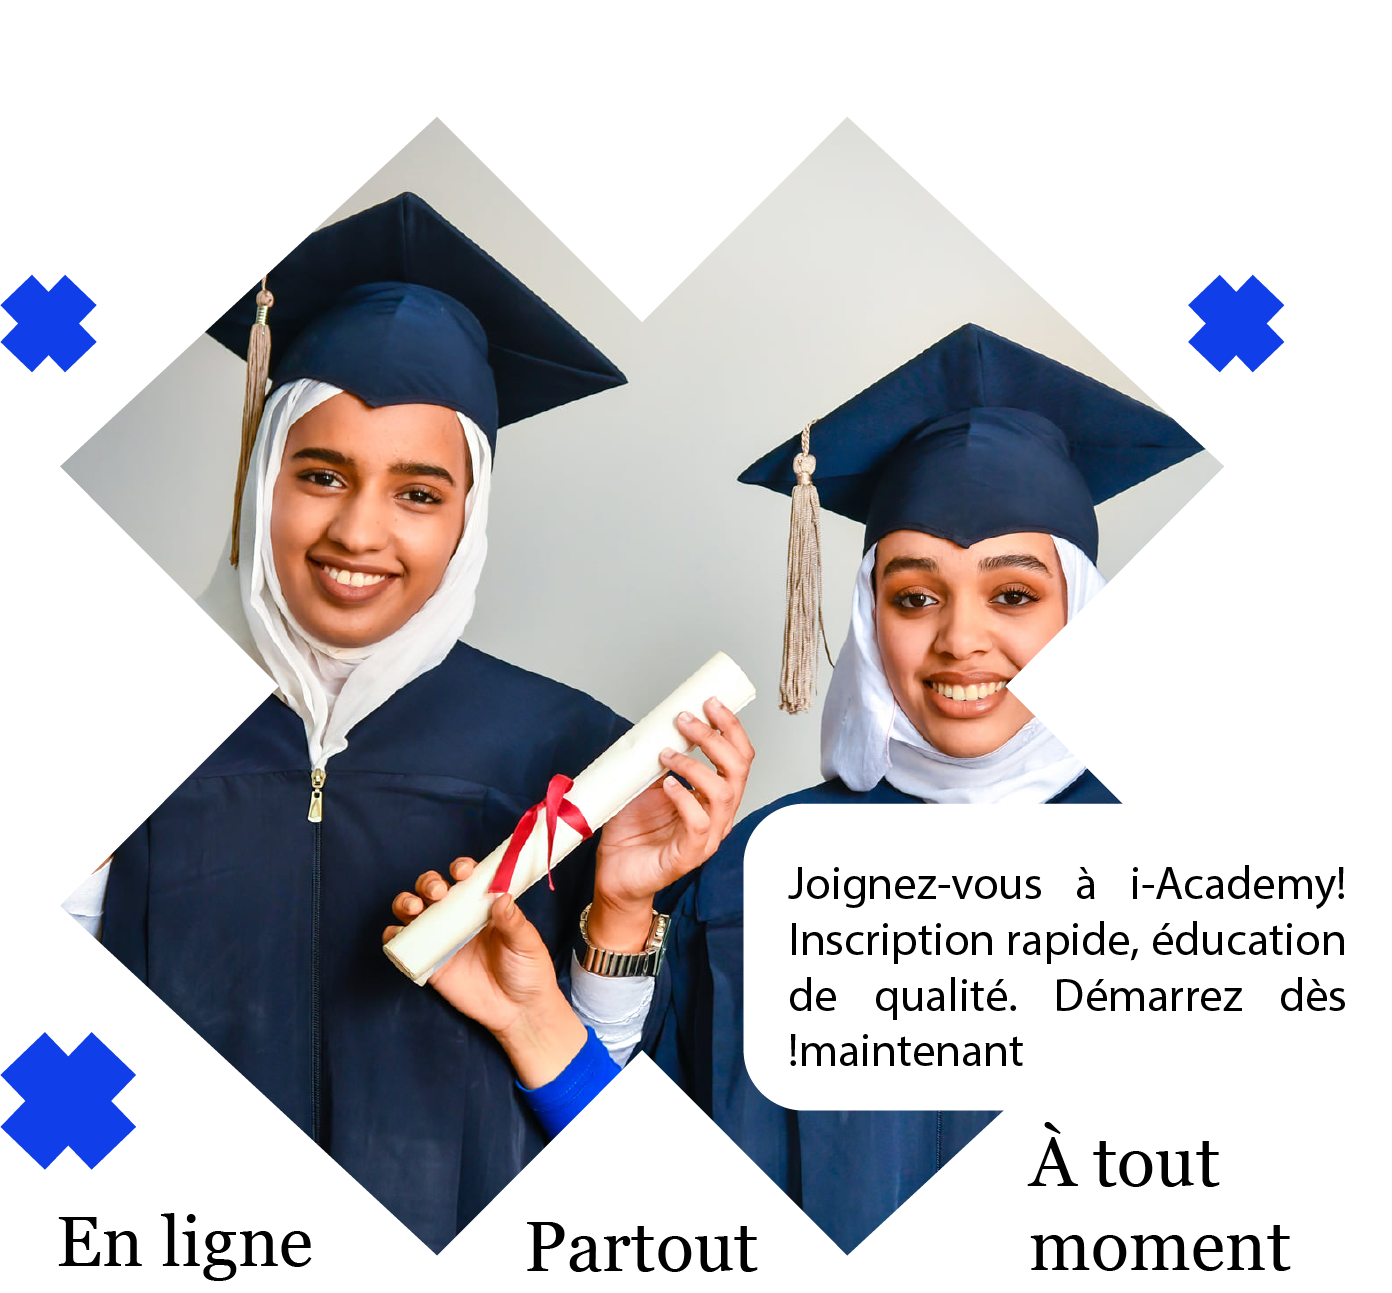 Joignez-vous à i-Academy!
Inscription rapide, éducation
de qualité. Démarrez dès
!maintenant
À tout
moment
En ligne
Partout